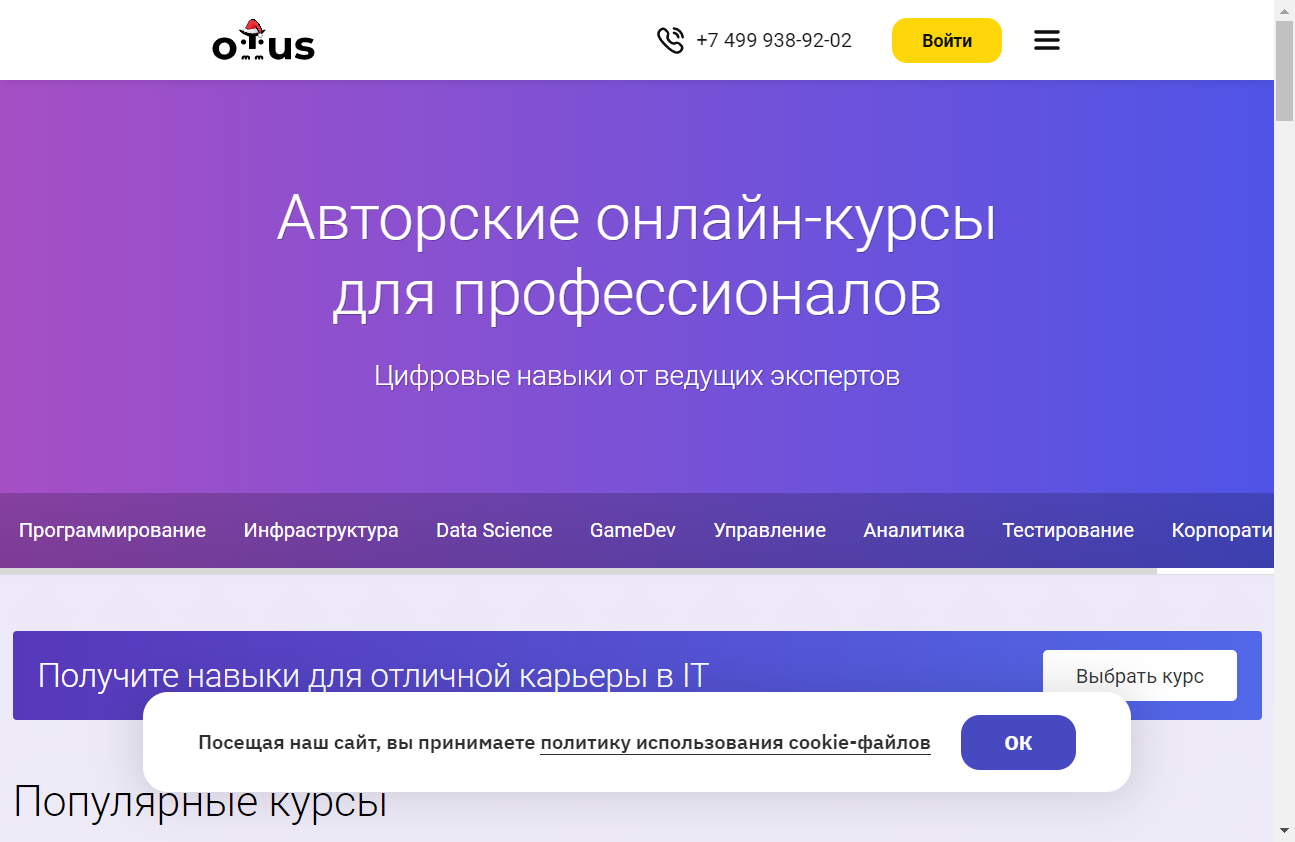 отus
+7 499 938-92-02
Войти
Авторские онлайн-курсы
для профессионалов
Цифровые навыки от ведущих экспертов
Программирование Инфраструктура Data Science GameDev Управление Аналитика Тестирование Корпорати
Получите навыки для отличной карьеры в IT
Выбрать курс
Посещая наш сайт, вы принимаете политику использования cookie-файлов
ОК
Популярные курсы